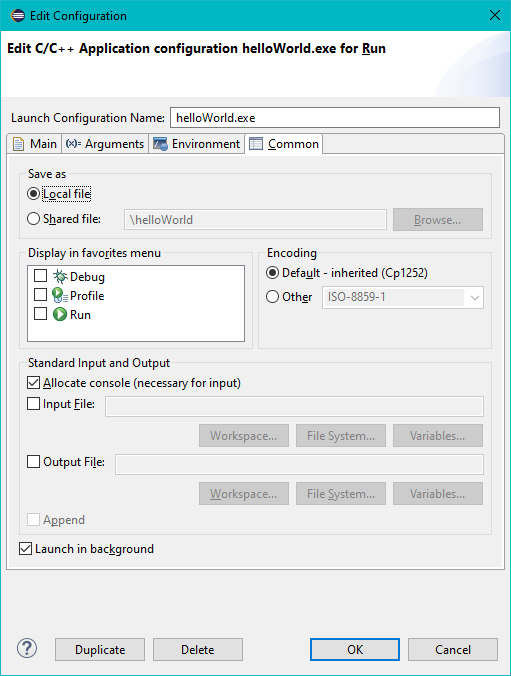 Edit Configuration
Edit C/C++ Application configuration helloWorld.exe for Run
Launch Configuration Name: helloWorld.exe
Main (x)= Arguments Environment Common
Save as
Local file
Shared file: \helloWorld Browse...
Display in favorites menu
Debug
Profile
Run
Encoding
Default - inherited (Cp1252)
Other ISO-8859-1
Standard Input and Output
Allocate console (necessary for input)
Input File:
Workspace... File System... Variables...
Output File:
Workspace... File System... Variables...
Append
Launch in background
? Duplicate Delete OK Cancel